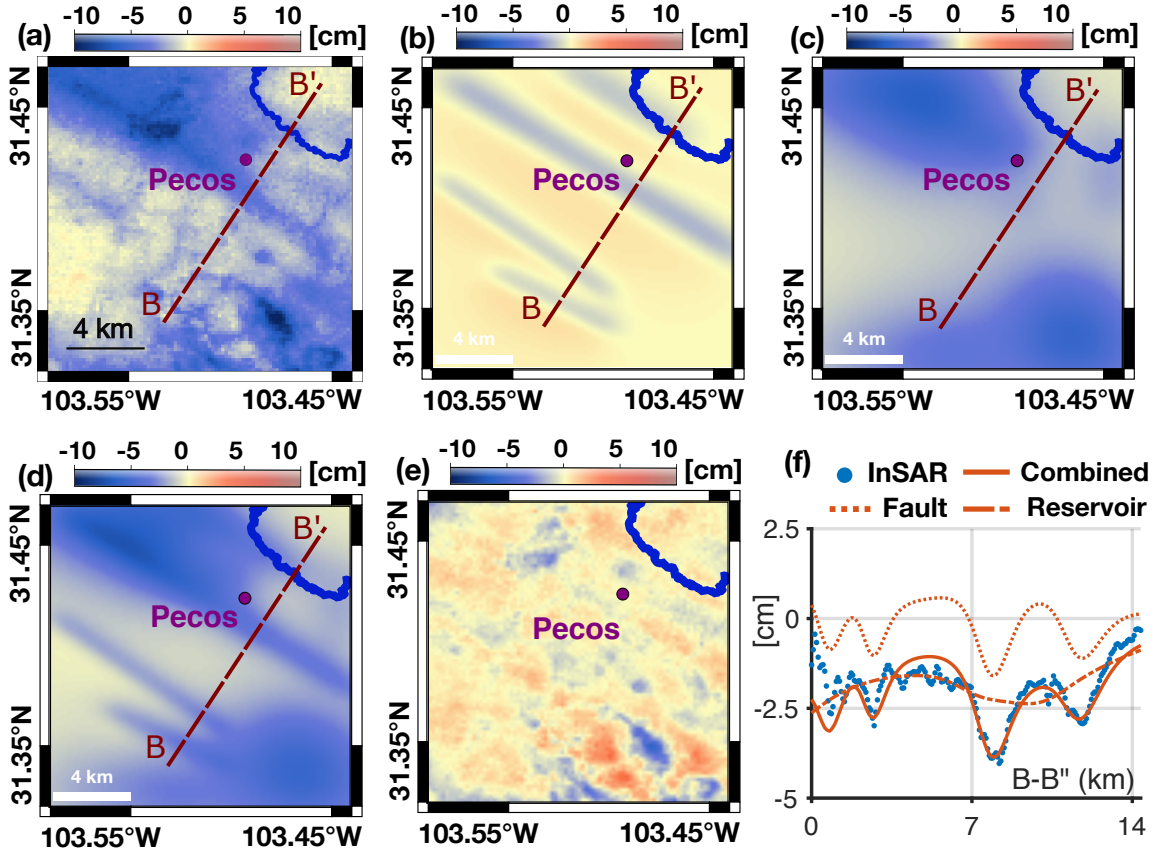 (a)
-10 -5 0 5 10 [cm]
31.45°N
31.35°N
B'
Pecos
B
4 km
103.55°W 103.45°W
(b)
-10 -5 0 5 10 [cm]
31.45°N
31.35°N
B'
Pecos
B
4 km
103.55°W 103.45°W
(c)
-10 -5 0 5 10 [cm]
31.45°N
31.35°N
B'
Pecos
B
4 km
103.55°W 103.45°W
(d)
-10 -5 0 5 10 [cm]
31.45°N
31.35°N
B'
Pecos
B
4 km
103.55°W 103.45°W
(e)
-10 -5 0 5 10 [cm]
31.45°N
31.35°N
Pecos
103.55°W 103.45°W
(f)
InSAR Combined
Fault Reservoir
2.5
0
-2.5
-5
[cm]
B-B" (km)
0 7 14